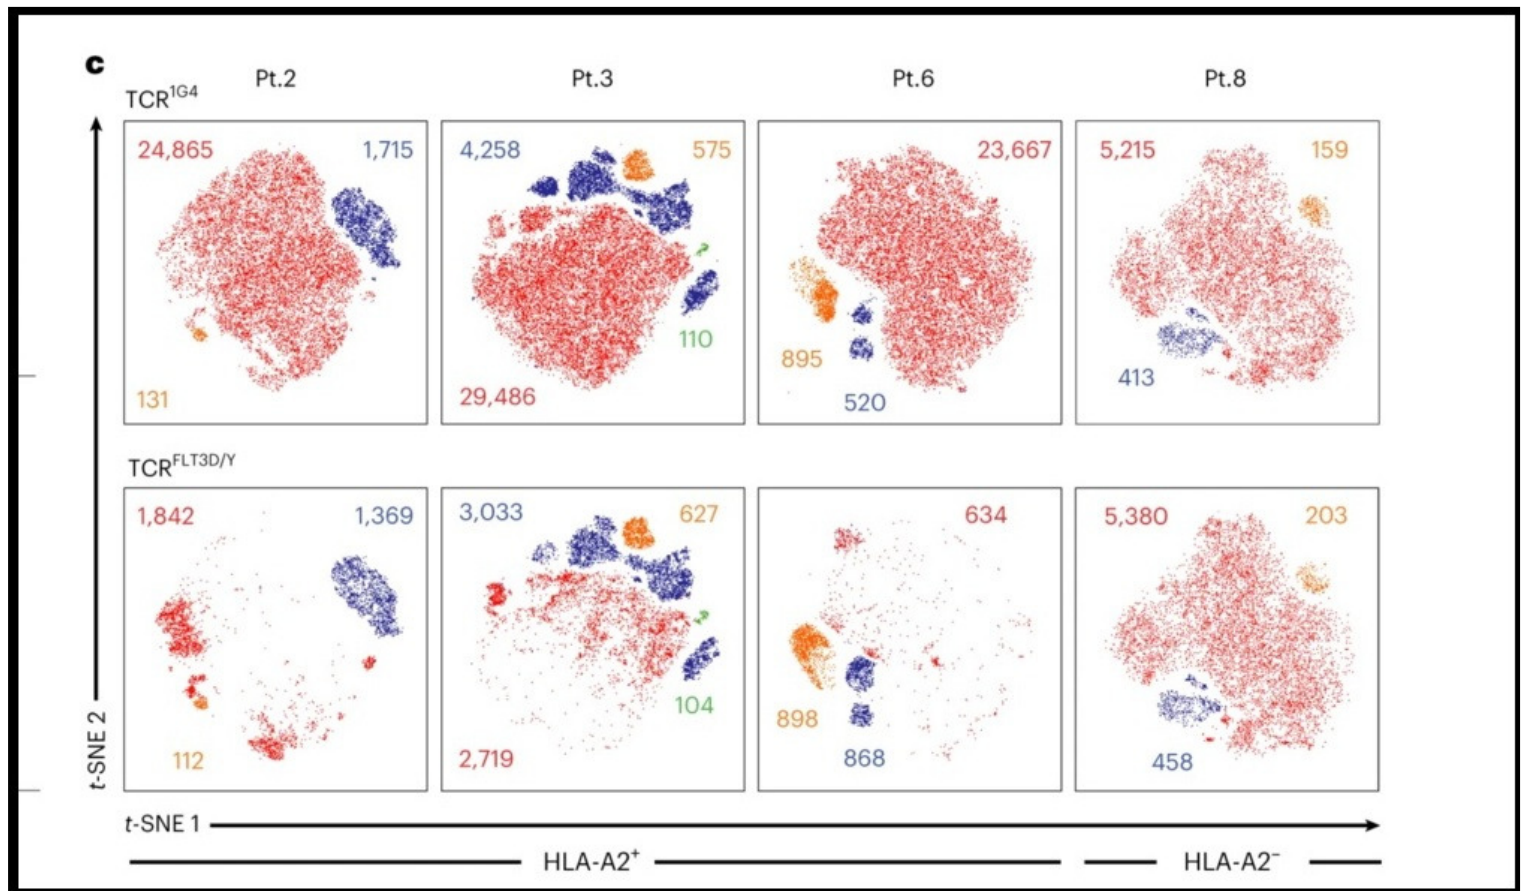 c
Pt.2 Pt.3 Pt.6 Pt.8
TCR1G4
24,865 1,715 4,258 575 23,667 5,215 159
110
895
413
131 29,486 520
TCRFLT3D/Y
1,842 1,369 3,033 627 634 5,380 203
104
898
112 2,719 868 458
t-SNE 2
t-SNE 1
HLA-A2+ HLA-A2−